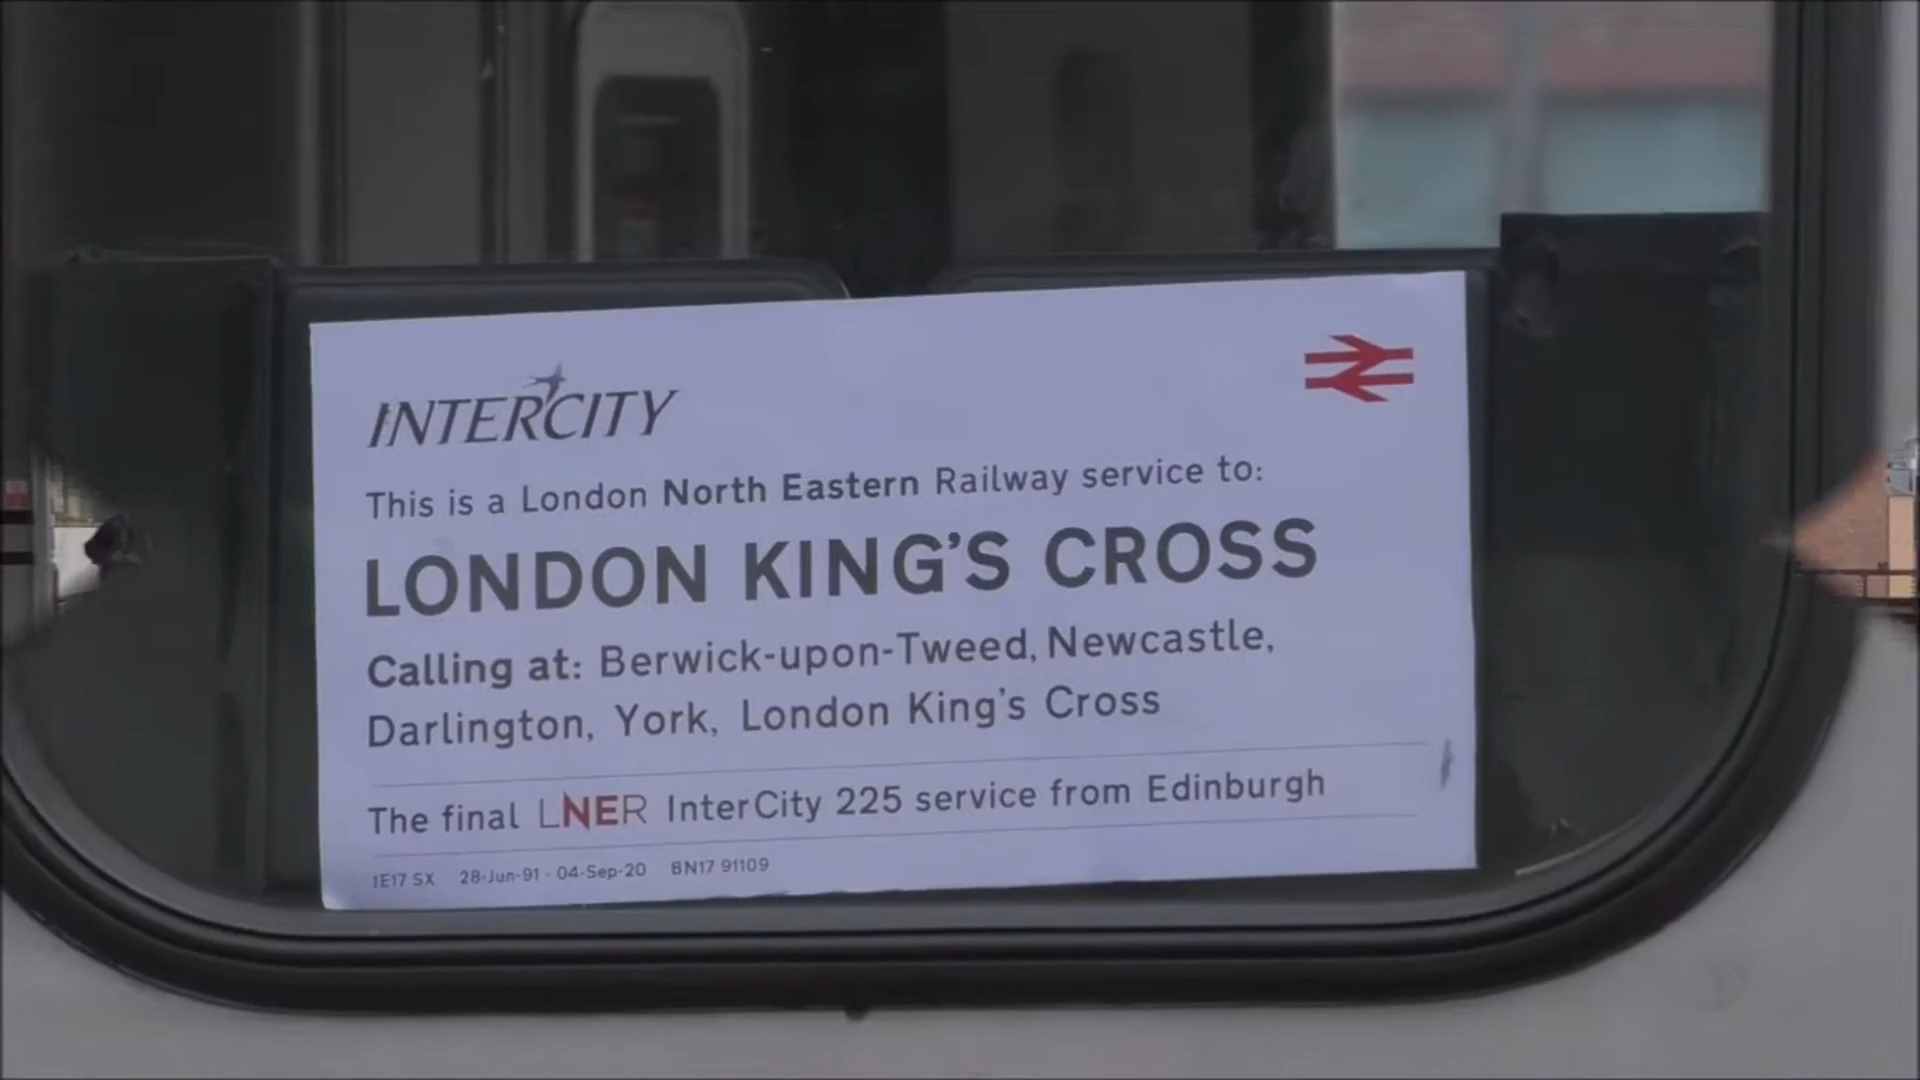 INTERCITY
This is a London North Eastern Railway service to:
LONDON KING'S CROSS
Calling at: Berwick-upon-Tweed, Newcastle,
Darlington, York, London King's Cross
The final LNER InterCity 225 service from Edinburgh
1E17 SX 28-Jun-91 - 04-Sep-20 BN17 91109